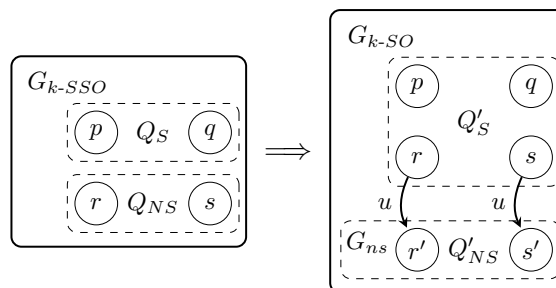 G_{k-SSO}
p Q_S q
r Q_{NS} s
⟹
G_{k-SO}
p q
Q'_S
r s
u u
G_{ns} r' Q'_{NS} s'